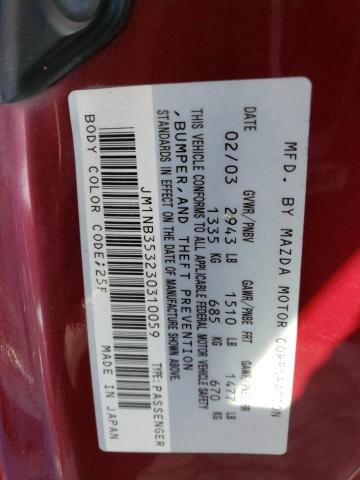 MFD. BY MAZDA MOTOR CORPORATION
DATE GVWR/PNBV GAWR/PNBE FRT GAWR/PNBE RR
02/03 2943 LB 1510 LB 1477 LB
1335 KG 685 KG 670 KG
THIS VEHICLE CONFORMS TO ALL APPLICABLE FEDERAL MOTOR VEHICLE SAFETY
,BUMPER,AND THEFT PREVENTION
STANDARDS IN EFFECT ON THE DATE OF MANUFACTURE SHOWN ABOVE.
JM1NB353230310059 TYPE:PASSENGER
BODY COLOR CODE;25F MADE IN JAPAN